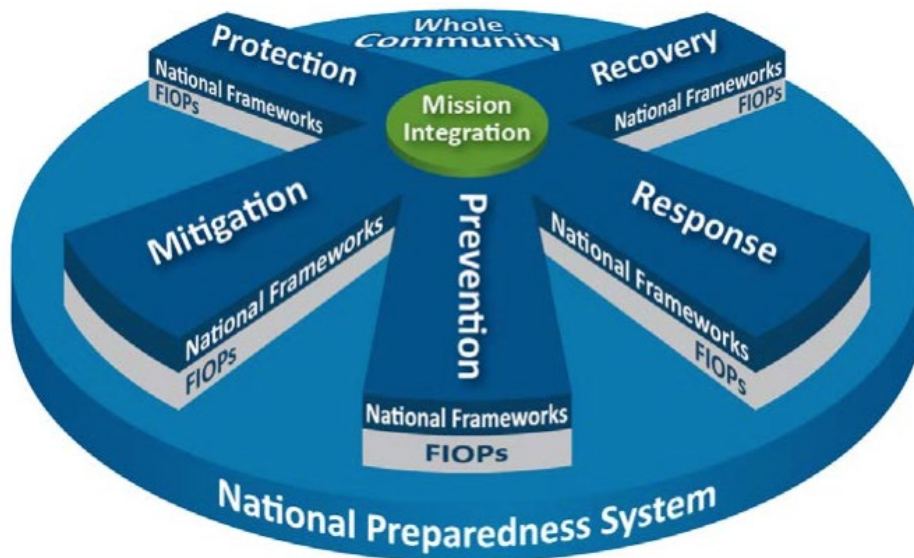 Whole
Community
Protection
National Frameworks
FIOPs
Recovery
National Frameworks
FIOPs
Mission
Integration
Mitigation
National Frameworks
FIOPs
Prevention
National Frameworks
FIOPs
Response
National Frameworks
FIOPs
National Preparedness System